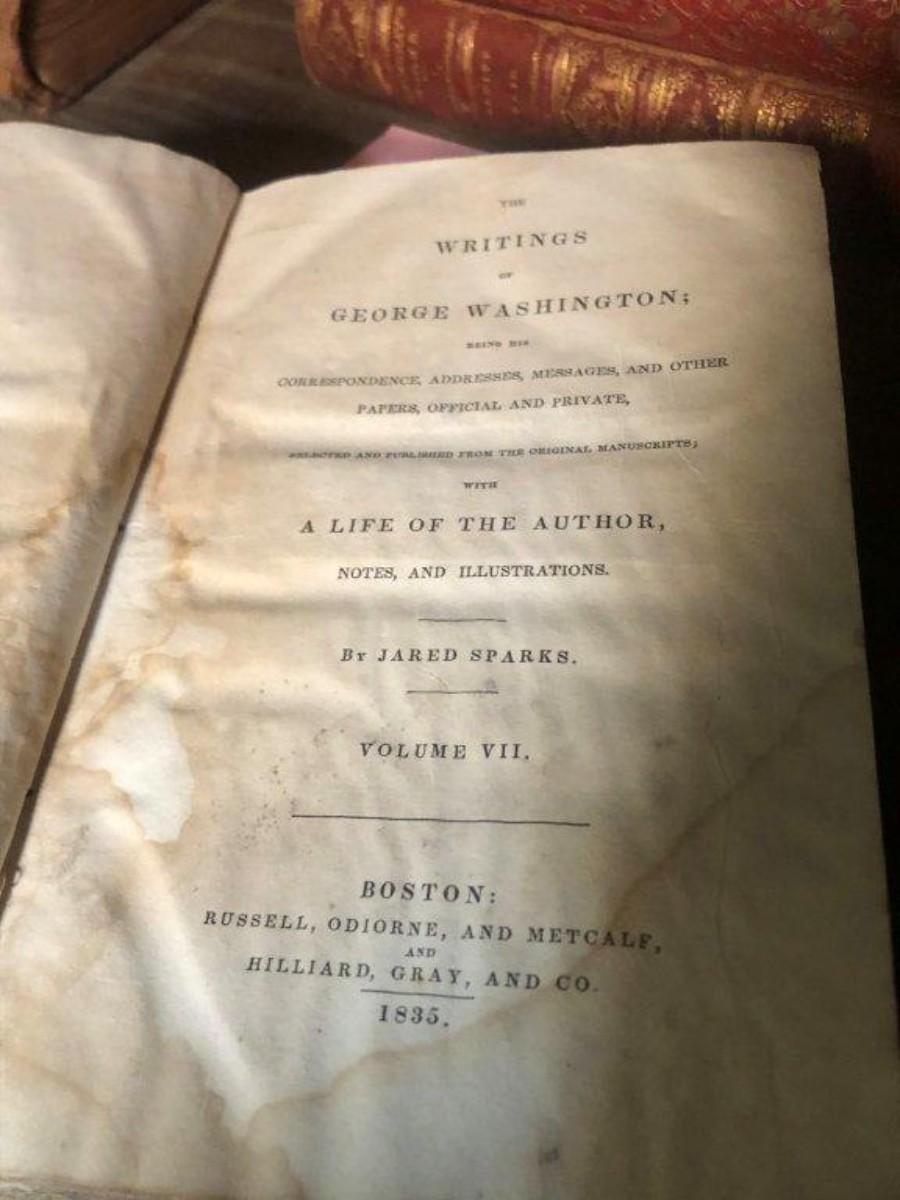 THE
WRITINGS
OF
GEORGE WASHINGTON;
BEING HIS
CORRESPONDENCE, ADDRESSES, MESSAGES, AND OTHER
PAPERS, OFFICIAL AND PRIVATE,
SELECTED AND PUBLISHED FROM THE ORIGINAL MANUSCRIPTS;
WITH
A LIFE OF THE AUTHOR,
NOTES, AND ILLUSTRATIONS.
BY JARED SPARKS.
VOLUME VII.
BOSTON:
RUSSELL, ODIORNE, AND METCALF,
AND
HILLIARD, GRAY, AND CO.
1835.